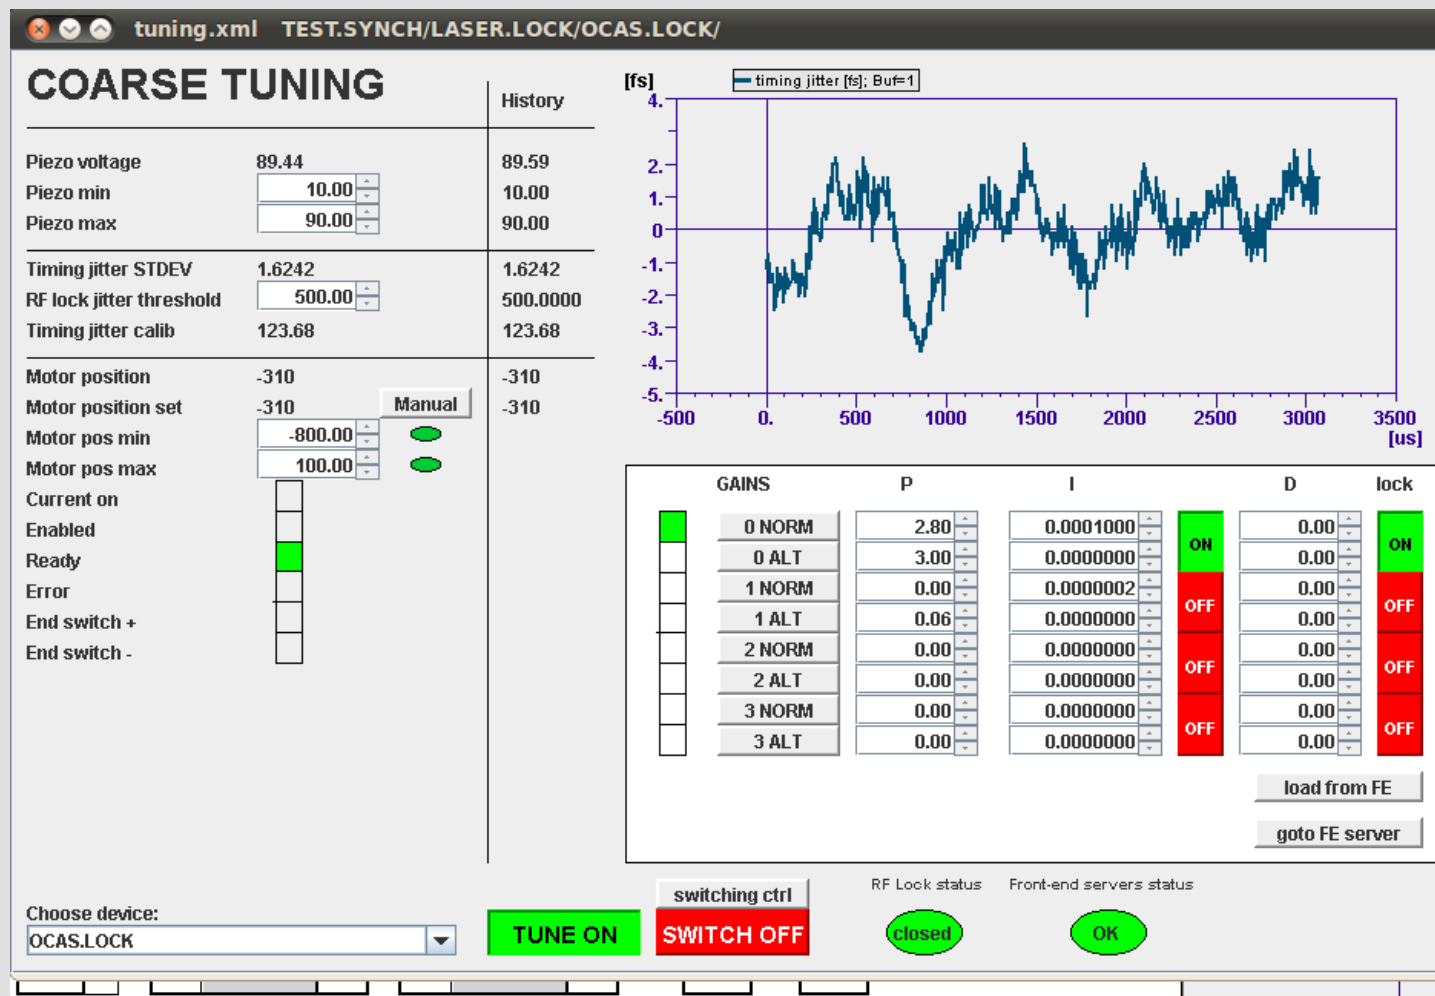 tuning.xml TEST.SYNCH/LASER.LOCK/OCAS.LOCK/
COARSE TUNING
History
Piezo voltage 89.44 89.59
Piezo min 10.00 10.00
Piezo max 90.00 90.00
Timing jitter STDEV 1.6242 1.6242
RF lock jitter threshold 500.00 500.0000
Timing jitter calib 123.68 123.68
Motor position -310 -310
Motor position set -310 Manual -310
Motor pos min -800.00
Motor pos max 100.00
Current on
Enabled
Ready
Error
End switch +
End switch -
[fs]
timing jitter [fs]; Buf=1
4.
2.
1.
0
-1.
-2.
-3.
-4.
-5.
-500 0. 500 1000 1500 2000 2500 3000 3500
[us]
GAINS P I D lock
0 NORM 2.80 0.0001000 ON 0.00 ON
0 ALT 3.00 0.0000000 0.00
1 NORM 0.00 0.0000002 OFF 0.00 OFF
1 ALT 0.06 0.0000000 0.00
2 NORM 0.00 0.0000000 OFF 0.00 OFF
2 ALT 0.00 0.0000000 0.00
3 NORM 0.00 0.0000000 OFF 0.00 OFF
3 ALT 0.00 0.0000000 0.00
load from FE
goto FE server
Choose device:
OCAS.LOCK
TUNE ON
switching ctrl
SWITCH OFF
RF Lock status
closed
Front-end servers status
OK